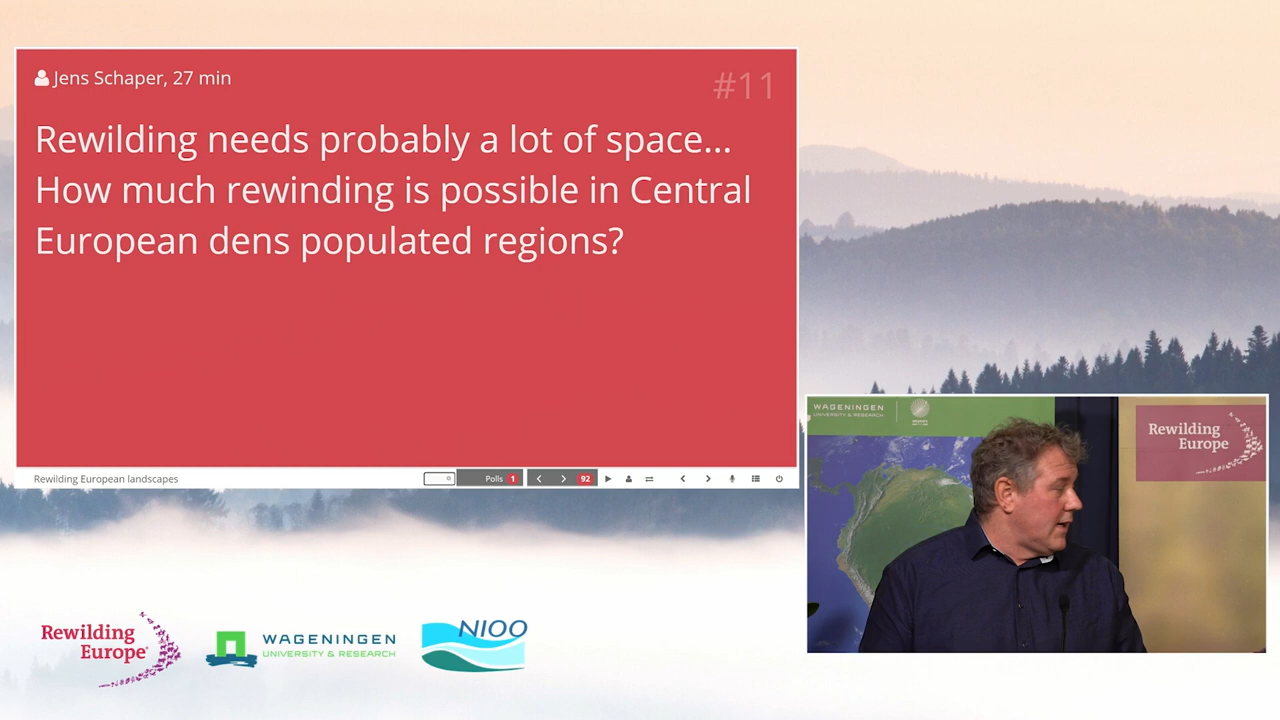 Jens Schaper, 27 min
#11
Rewilding needs probably a lot of space...
How much rewinding is possible in Central
European dens populated regions?
Rewilding European landscapes
Polls 1
92
WAGENINGEN
UNIVERSITY & RESEARCH
Rewilding
Europe
Rewilding
Europe
WAGENINGEN
UNIVERSITY & RESEARCH
NIOO